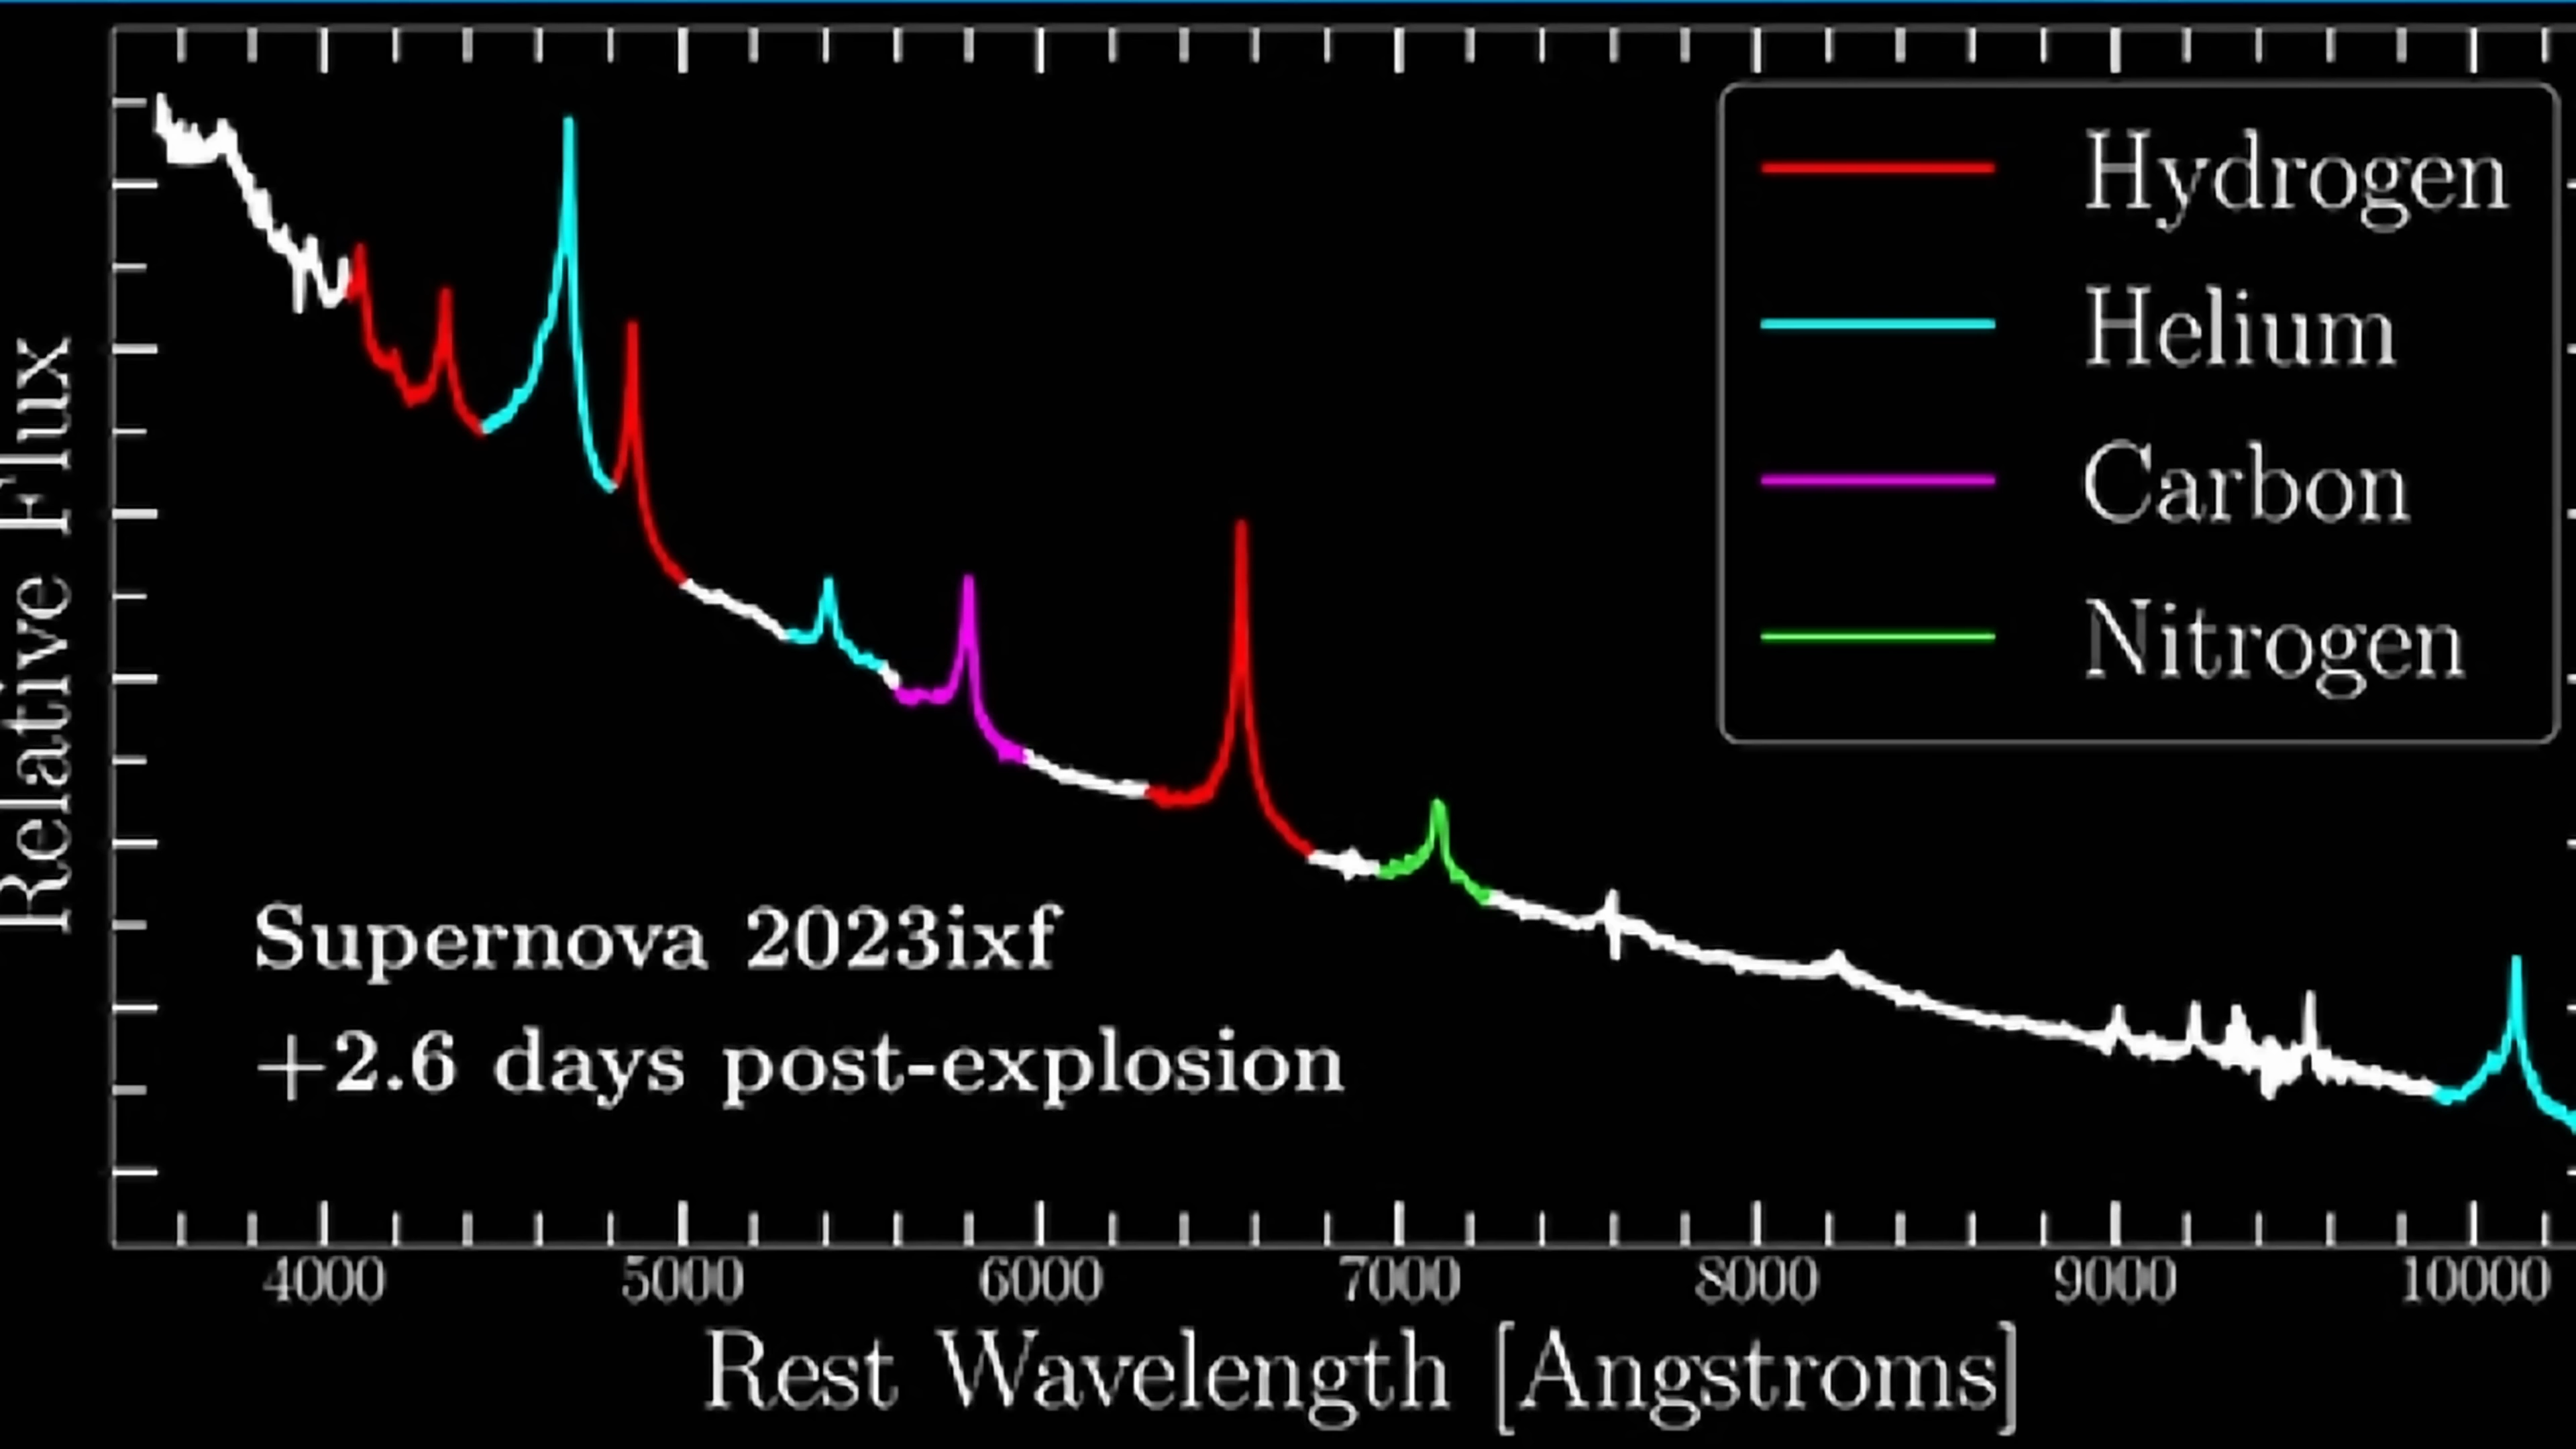 Hydrogen
Helium
Carbon
Nitrogen
Relative Flux
Supernova 2023ixf
+2.6 days post-explosion
4000 5000 6000 7000 8000 9000 10000
Rest Wavelength [Angstroms]